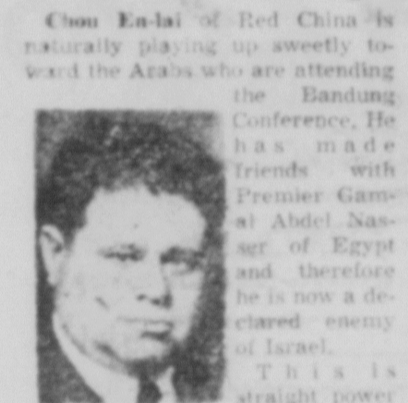 Chou En-lai of Red China is
naturally playing up sweetly to-
ward the Arabs who are attending
the Bandung
Conference. He
has made
friends with
Premier Gam-
al Abdel Nas-
ser of Egypt
and therefore
he is now a de-
clared enemy
of Israel.
This is
straight power